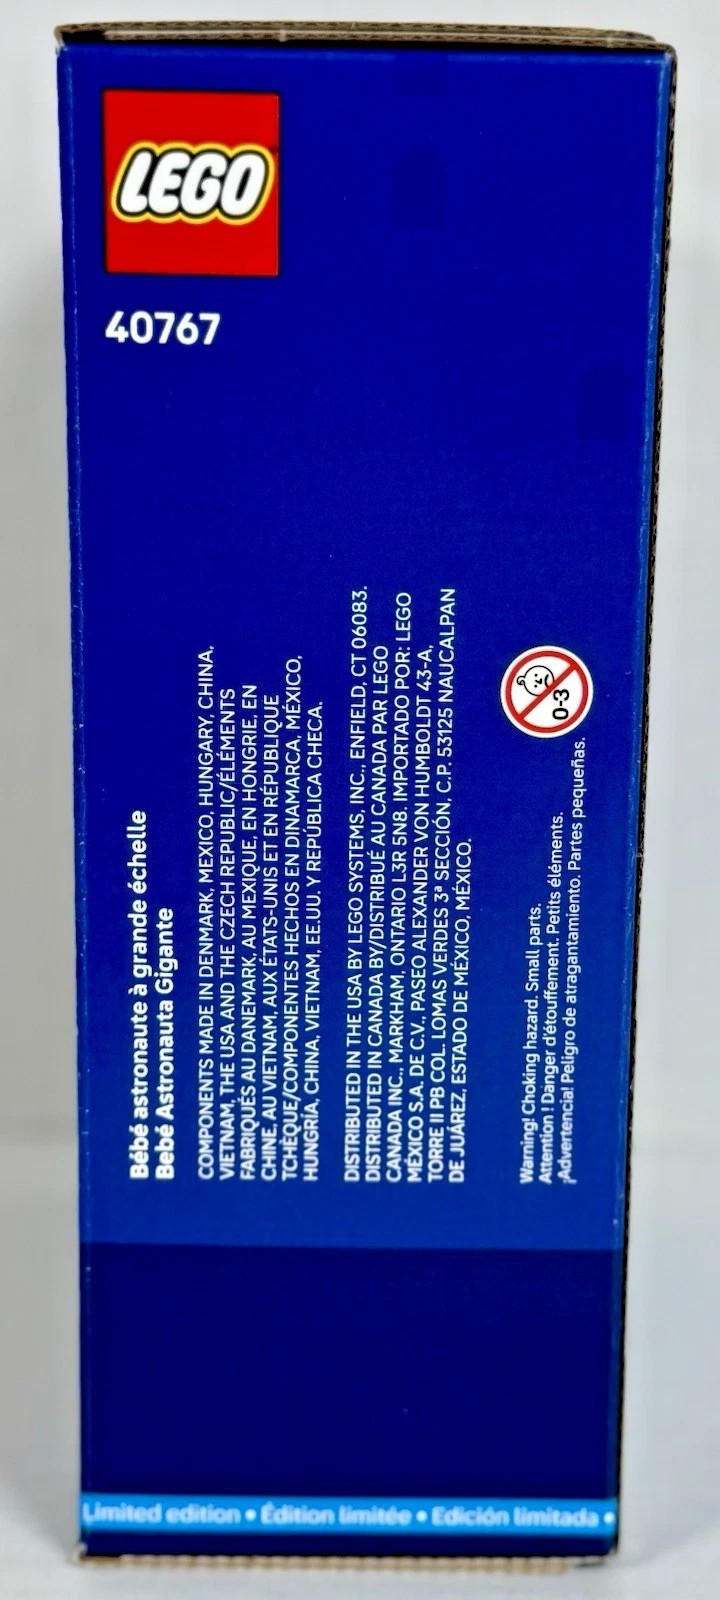 LEGO
40767
Bébé astronaute à grande échelle
Bebé Astronauta Gigante
COMPONENTS MADE IN DENMARK, MEXICO, HUNGARY, CHINA,
VIETNAM, THE USA AND THE CZECH REPUBLIC/ÉLÉMENTS
FABRIQUÉS AU DANEMARK, AU MEXIQUE, EN HONGRIE, EN
CHINE, AU VIETNAM, AUX ÉTATS-UNIS ET EN RÉPUBLIQUE
TCHÈQUE/COMPONENTES HECHOS EN DINAMARCA, MÉXICO,
HUNGRÍA, CHINA, VIETNAM, EE.UU. Y REPÚBLICA CHECA.
DISTRIBUTED IN THE USA BY LEGO SYSTEMS, INC., ENFIELD, CT 06083.
DISTRIBUTED IN CANADA BY/DISTRIBUÉ AU CANADA PAR LEGO
CANADA INC., MARKHAM, ONTARIO L3R 5N8. IMPORTADO POR: LEGO
MÉXICO S.A. DE C.V., PASEO ALEXANDER VON HUMBOLDT 43-A,
TORRE II PB COL. LOMAS VERDES 3ª SECCIÓN, C.P. 53125 NAUCALPAN
DE JUÁREZ, ESTADO DE MÉXICO, MÉXICO.
Warning! Choking hazard. Small parts.
Attention ! Danger d'étouffement. Petits éléments.
¡Advertencia! Peligro de atragantamiento. Partes pequeñas.
0-3
Limited edition • Édition limitée • Edición limitada •